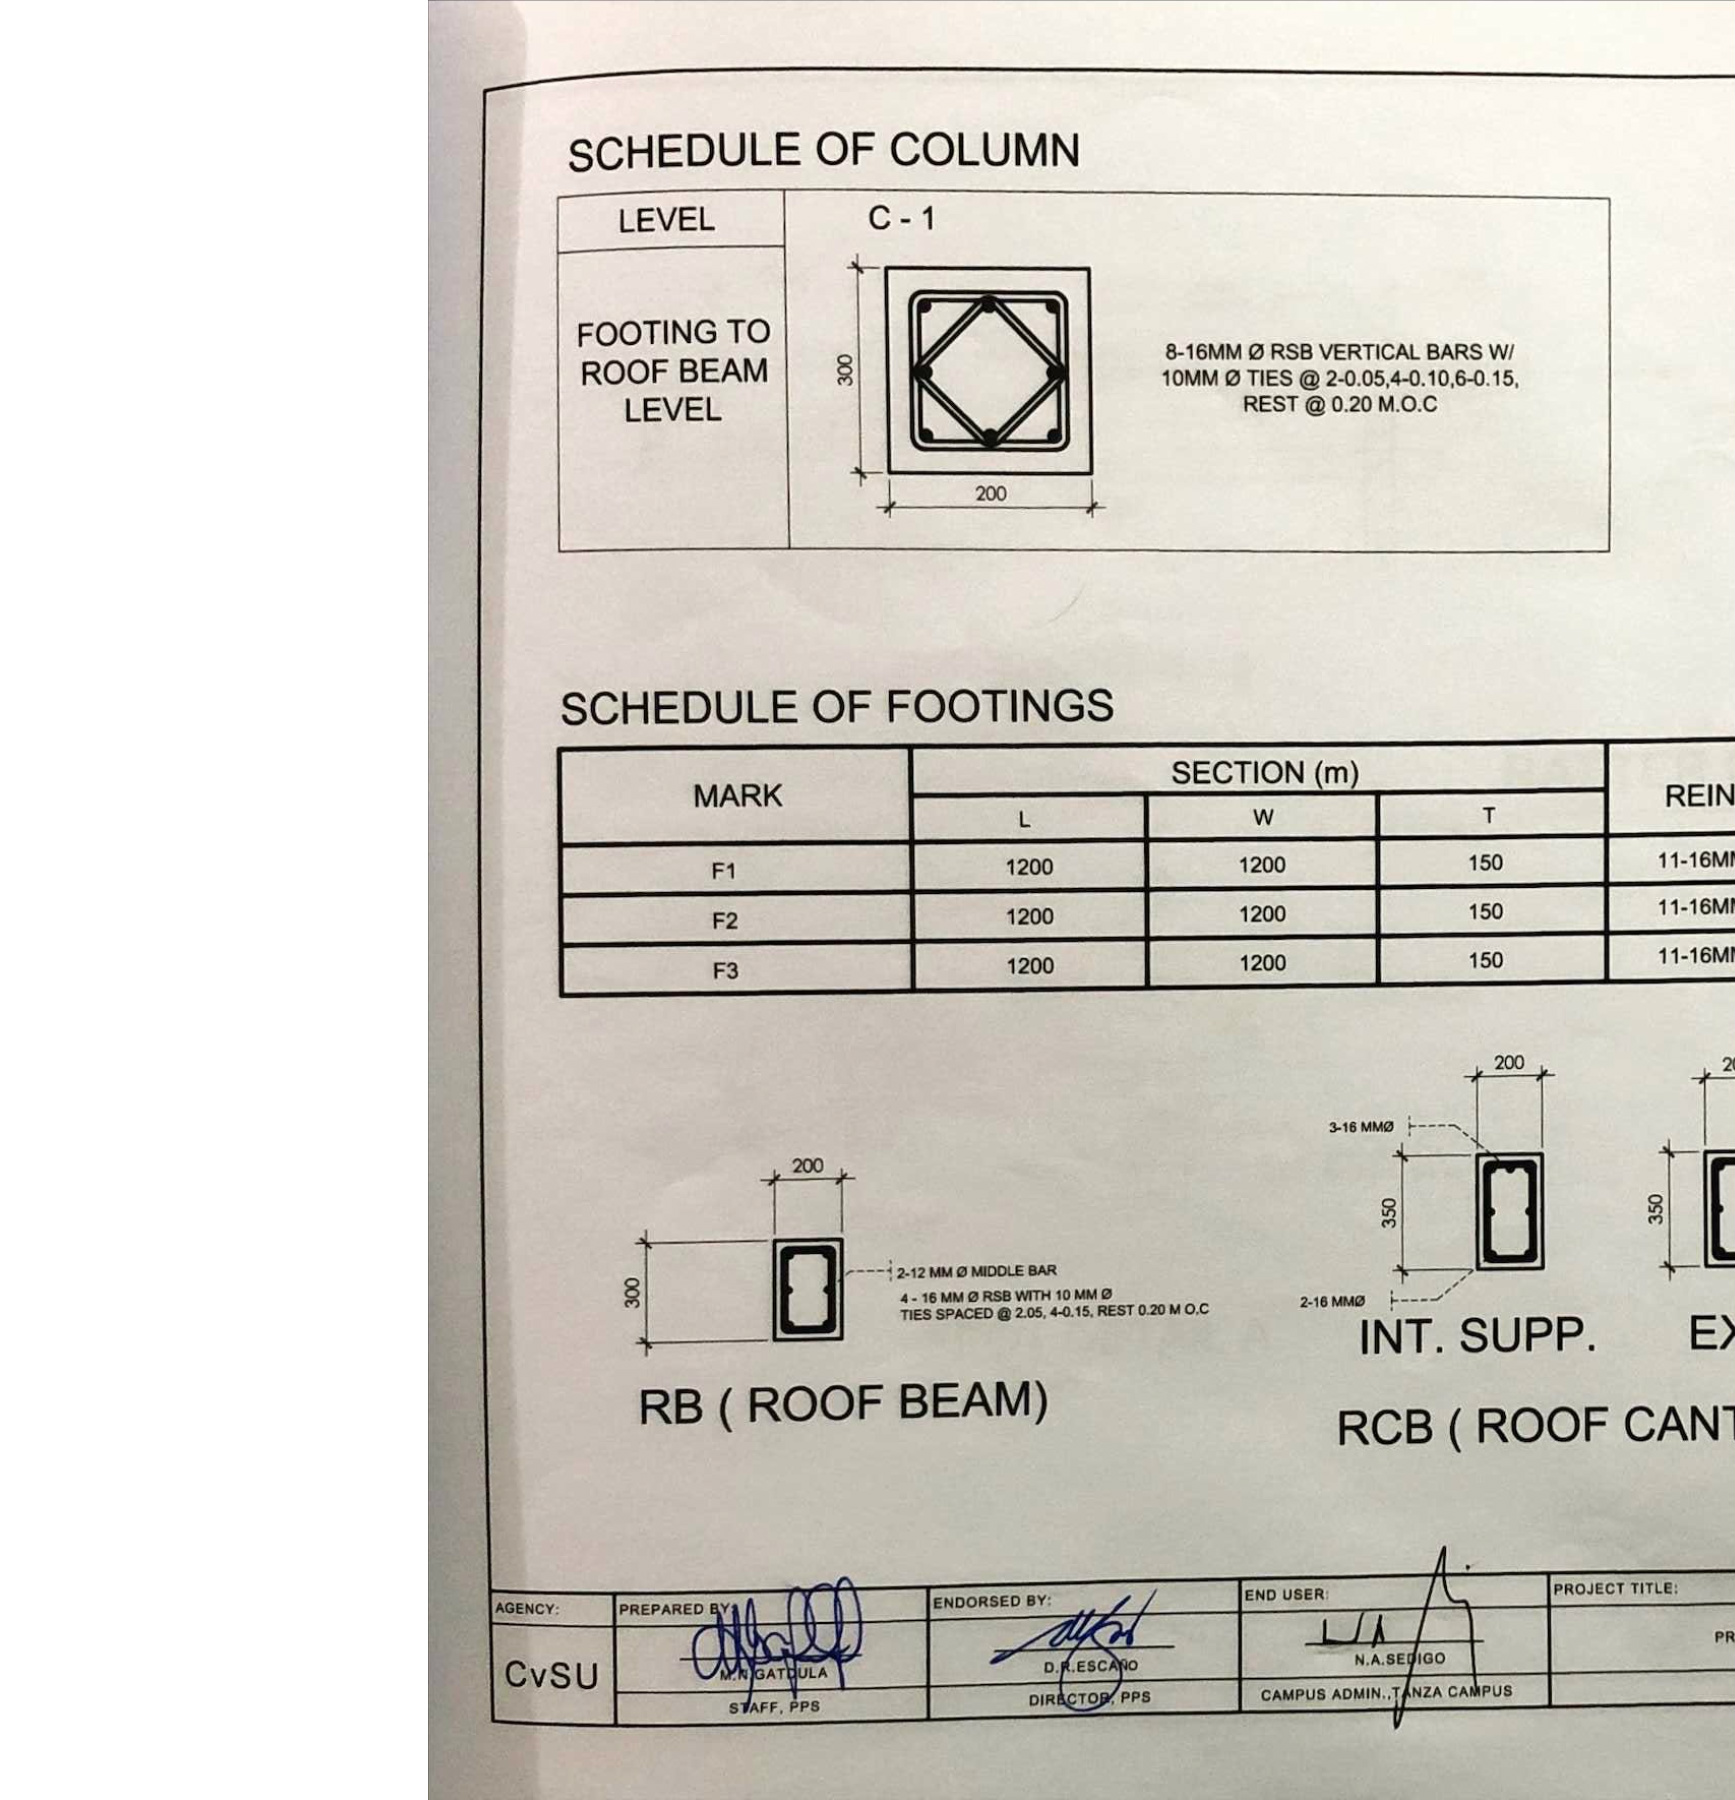 SCHEDULE OF COLUMN
LEVEL
C - 1
FOOTING TO
ROOF BEAM
LEVEL
300
200
8-16MM Ø RSB VERTICAL BARS W/
10MM Ø TIES @ 2-0.05,4-0.10,6-0.15,
REST @ 0.20 M.O.C
SCHEDULE OF FOOTINGS
MARK
SECTION (m)
REIN
L
W
T
F1
1200
1200
150
11-16MM
F2
1200
1200
150
11-16MM
F3
1200
1200
150
11-16MM
200
300
2-12 MM Ø MIDDLE BAR
4 - 16 MM Ø RSB WITH 10 MM Ø
TIES SPACED @ 2.05, 4-0.15, REST 0.20 M O,C
RB ( ROOF BEAM)
200
3-16 MMØ
350
2-16 MMØ
INT. SUPP.
20
350
EX
RCB ( ROOF CANT
AGENCY:
CvSU
PREPARED BY:
M.N.GATDULA
STAFF, PPS
ENDORSED BY:
D.R.ESCAÑO
DIRECTOR, PPS
END USER:
N.A.SEDIGO
CAMPUS ADMIN.,TANZA CAMPUS
PROJECT TITLE:
PR